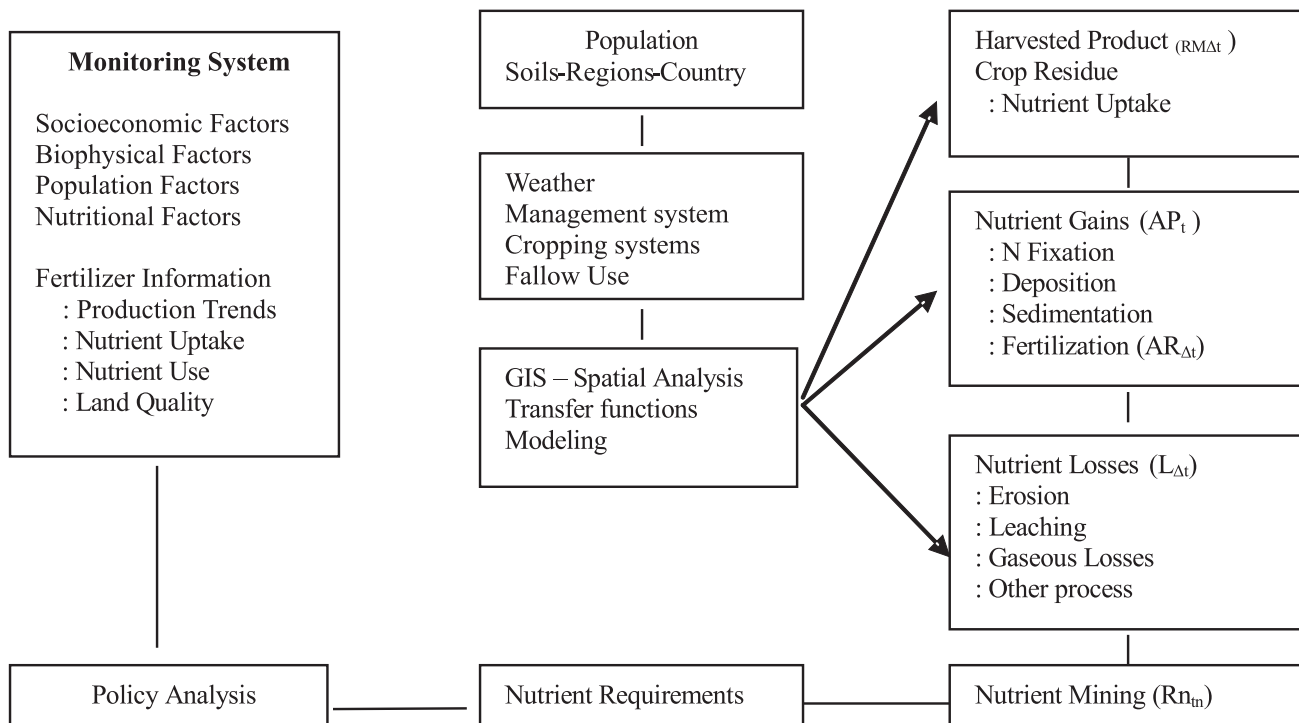 Monitoring System
Socioeconomic Factors
Biophysical Factors
Population Factors
Nutritional Factors
Fertilizer Information
: Production Trends
: Nutrient Uptake
: Nutrient Use
: Land Quality
Policy Analysis
Population
Soils-Regions-Country
Weather
Management system
Cropping systems
Fallow Use
GIS – Spatial Analysis
Transfer functions
Modeling
Nutrient Requirements
Harvested Product (RMΔt )
Crop Residue
: Nutrient Uptake
Nutrient Gains (APt )
: N Fixation
: Deposition
: Sedimentation
: Fertilization (ARΔt)
Nutrient Losses (LΔt)
: Erosion
: Leaching
: Gaseous Losses
: Other process
Nutrient Mining (Rntn)